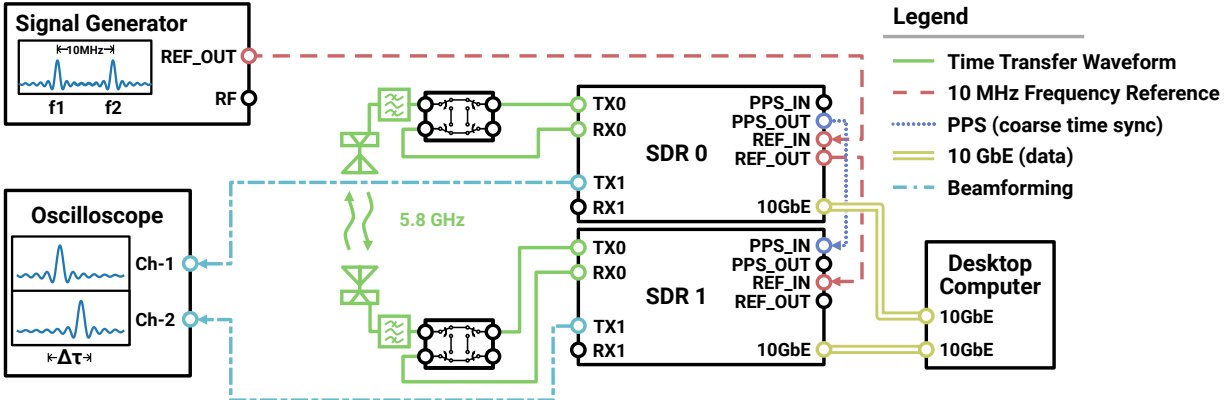 Signal Generator
10MHz
f1
f2
REF_OUT
RF
Oscilloscope
Ch-1
Ch-2
Δτ
5.8 GHz
TX0
RX0
SDR 0
TX1
RX1
PPS_IN
PPS_OUT
REF_IN
REF_OUT
10GbE
TX0
RX0
SDR 1
TX1
RX1
PPS_IN
PPS_OUT
REF_IN
REF_OUT
10GbE
Desktop
Computer
10GbE
10GbE
Legend
Time Transfer Waveform
10 MHz Frequency Reference
PPS (coarse time sync)
10 GbE (data)
Beamforming